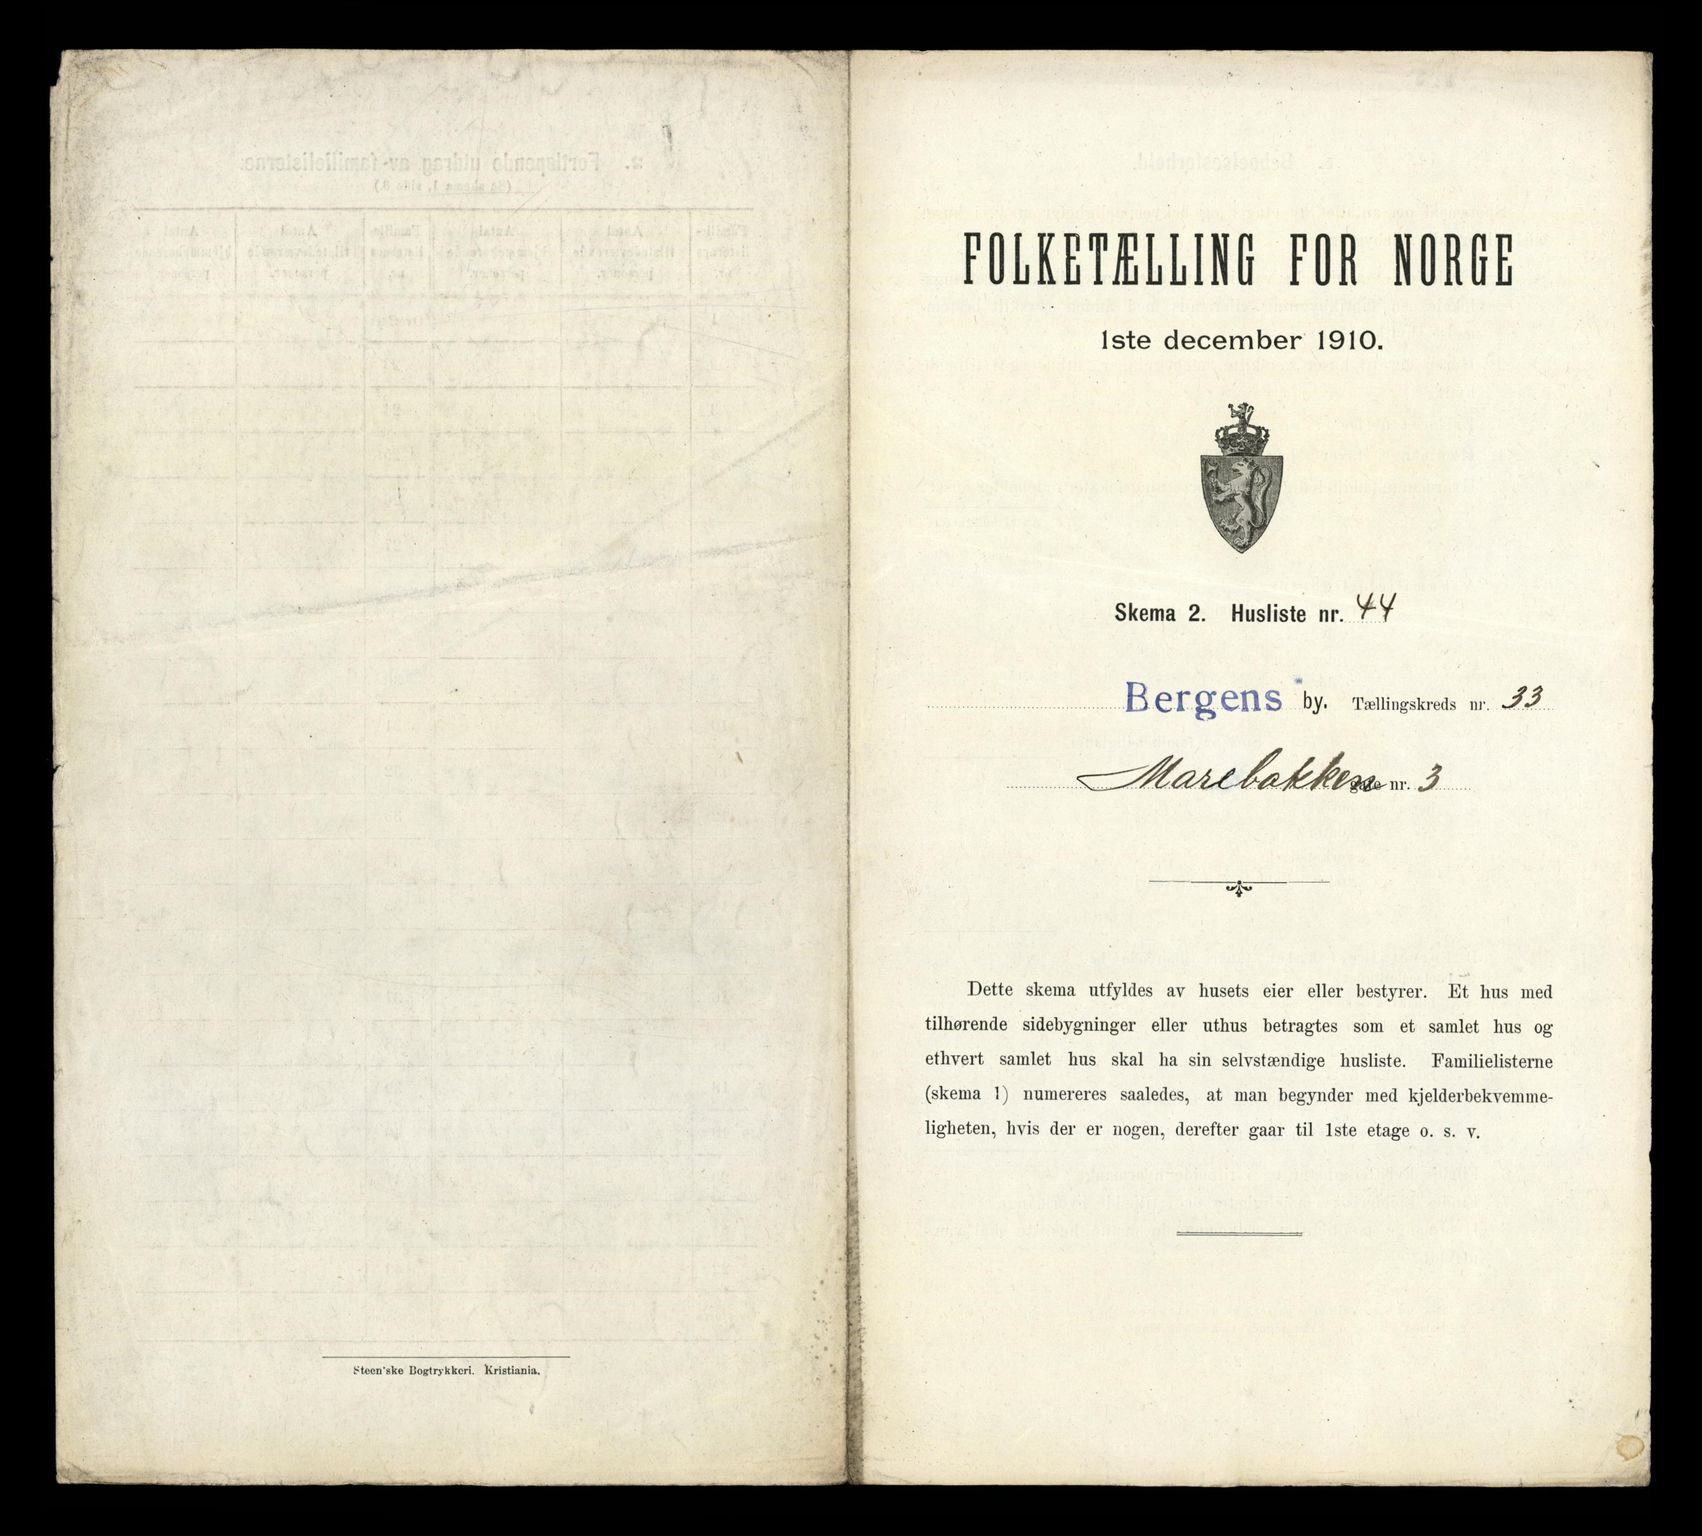 FOLKETÆLLING FOR NORGE
1ste december 1910.
Skema 2. Husliste nr. 44
Bergens by. Tællingskreds nr. 33
Marebakken gate nr. 3
Dette skema utfyldes av husets eier eller bestyrer. Et hus med
tilhørende sidebygninger eller uthus betragtes som et samlet hus og
ethvert samlet hus skal ha sin selvstændige husliste. Familielisterne
(skema 1) numereres saaledes, at man begynder med kjelderbekvemme-
ligheten, hvis der er nogen, derefter gaar til 1ste etage o. s. v.
Steen'ske Bogtrykkeri. Kristiania.